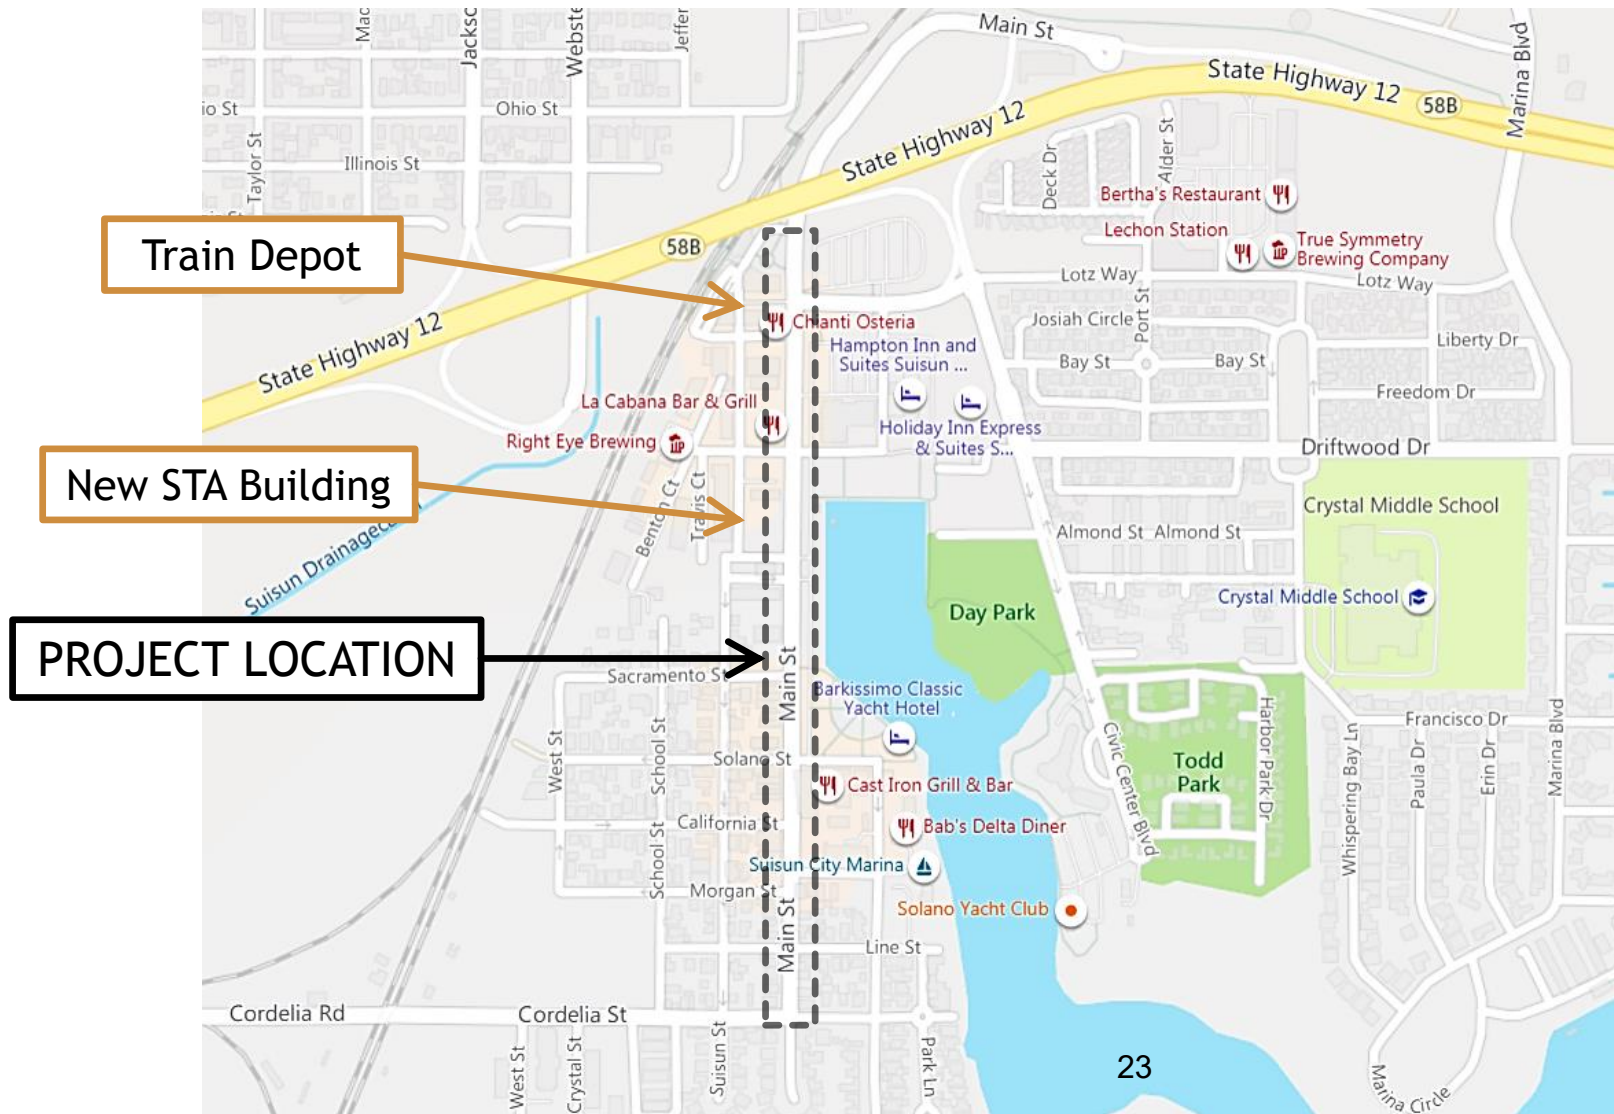 Main St
Jacksc
Webste
Jeffer
Mac
Marina Blvd
State Highway 12
58B
io St
Ohio St
Taylor St
Illinois St
State Highway 12
Deck Dr
Alder St
Bertha's Restaurant
Lechon Station
True Symmetry
Brewing Company
Train Depot
58B
Lotz Way
Lotz Way
State Highway 12
Chianti Osteria
Josiah Circle
Port St
Liberty Dr
Hampton Inn and
Suites Suisun ...
Bay St
Bay St
Freedom Dr
La Cabana Bar & Grill
Right Eye Brewing
Holiday Inn Express
& Suites S...
Driftwood Dr
New STA Building
Benton Ct
Travis Ct
Crystal Middle School
Almond St
Almond St
Suisun Drainageca
Crystal Middle School
Day Park
PROJECT LOCATION
Sacramento St
Main St
Barkissimo Classic
Yacht Hotel
Harbor Park Dr
Francisco Dr
West St
School St
Solano St
Civic Center Blvd
Todd
Park
Whispering Bay Ln
Paula Dr
Erin Dr
Marina Blvd
Cast Iron Grill & Bar
California St
Bab's Delta Diner
School St
Suisun City Marina
Morgan St
Solano Yacht Club
Main St
Line St
Cordelia Rd
Cordelia St
West St
Crystal St
Suisun St
Park Ln
23
Marina Circle